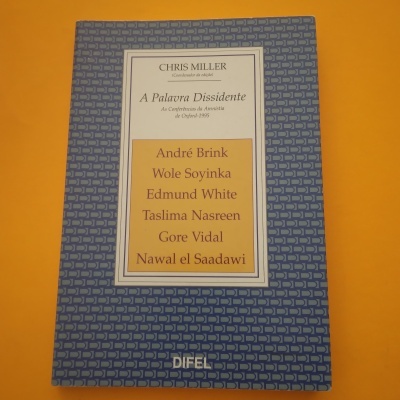 CHRIS MILLER
(Coordenador da edição)
A Palavra Dissidente
As Conferências da Amnistia
de Oxford 1995
André Brink
Wole Soyinka
Edmund White
Taslima Nasreen
Gore Vidal
Nawal el Saadawi
DIFEL